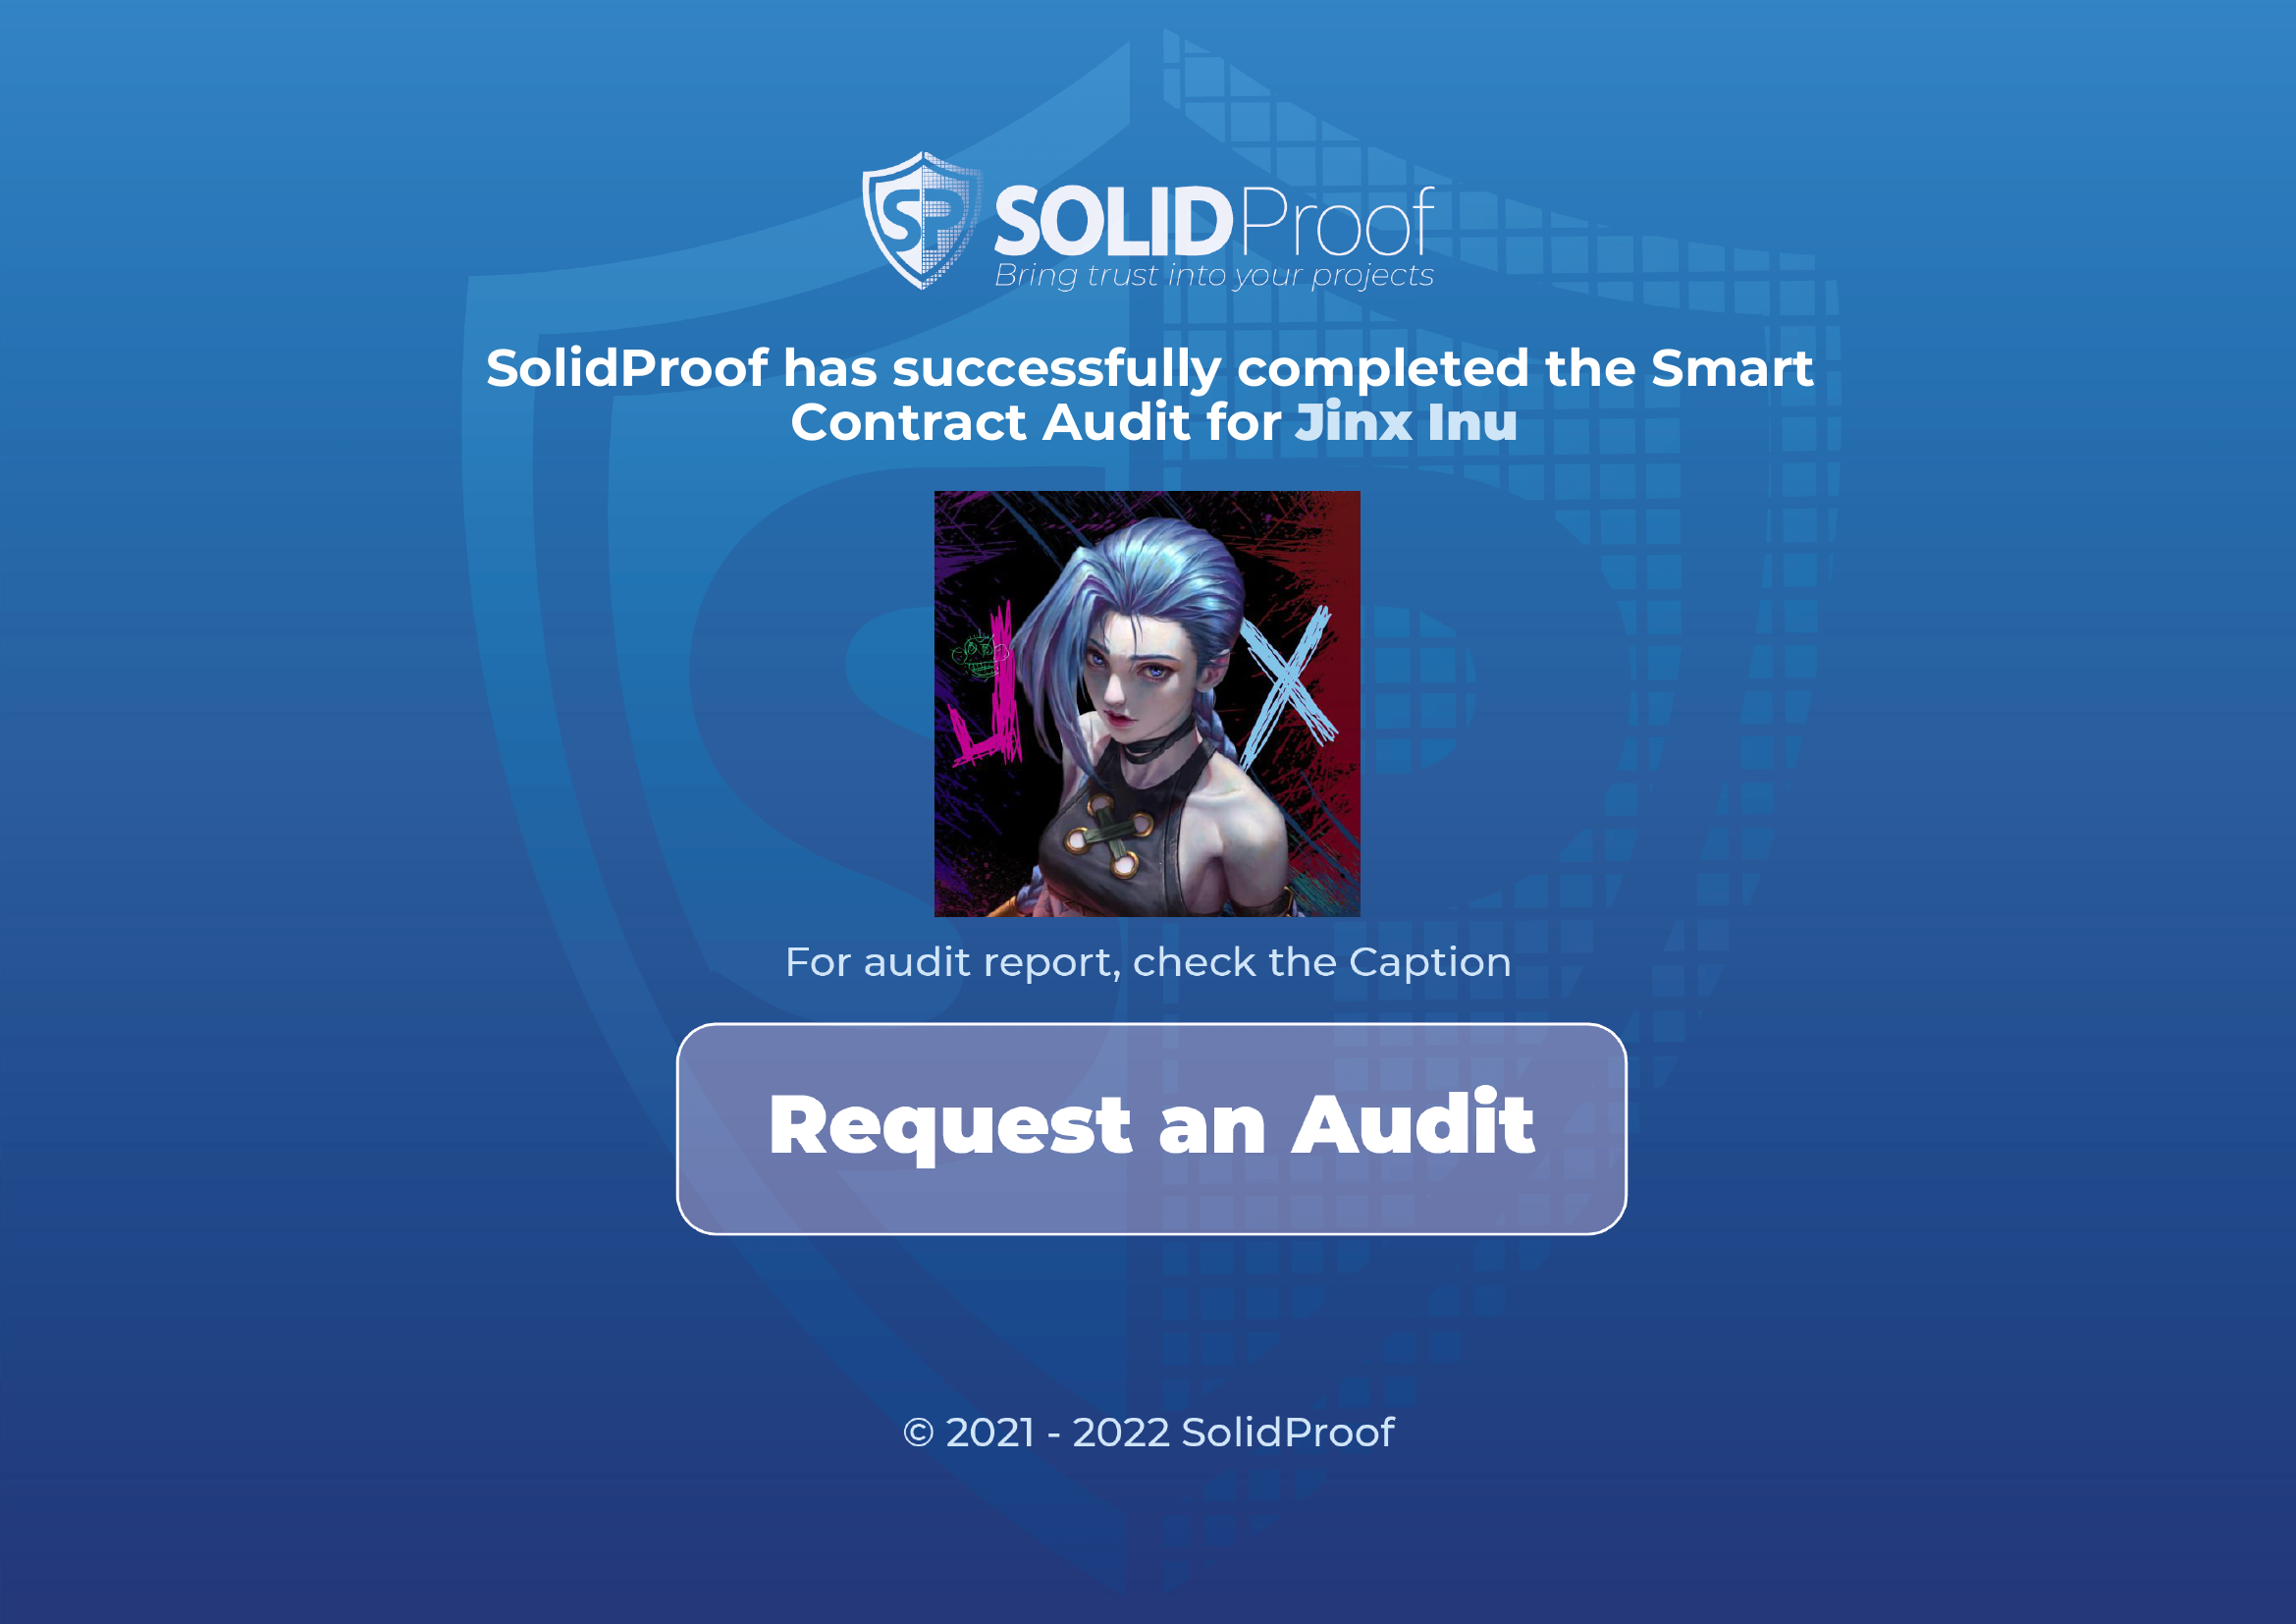 SP SOLIDProof
Bring trust into your projects
SolidProof has successfully completed the Smart
Contract Audit for Jinx Inu
J X
For audit report, check the Caption
Request an Audit
© 2021 - 2022 SolidProof